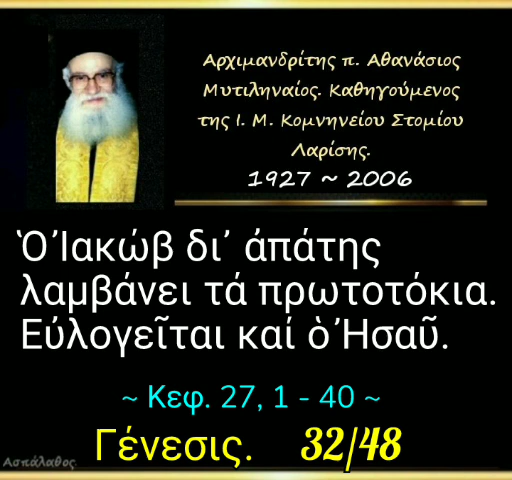 Αρχιμανδρίτης π. Αθανάσιος
Μυτιληναίος. Καθηγούμενος
της Ι. Μ. Κομνηνείου Στομίου
Λαρίσης.
1927 ~ 2006
Ὁ Ἰακώβ δι᾽ ἀπάτης
λαμβάνει τά πρωτοτόκια.
Εὐλογεῖται καί ὁ Ἠσαῦ.
~ Κεφ. 27, 1 - 40 ~
Γένεσις. 32/48
Ασπάλαθος